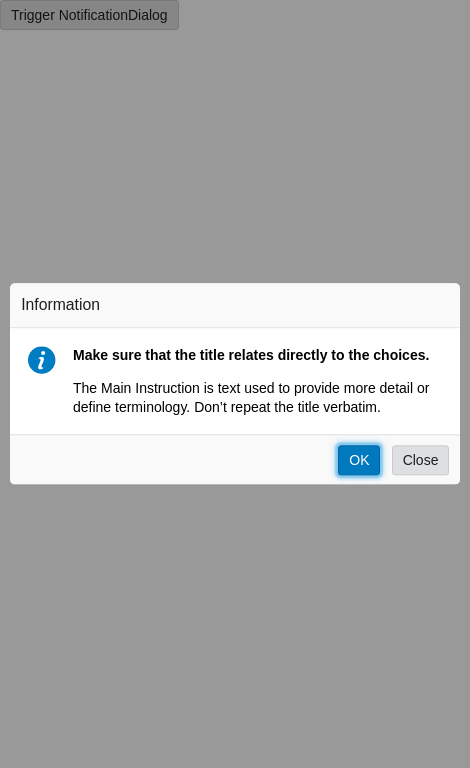 Trigger NotificationDialog
Information
Make sure that the title relates directly to the choices.
The Main Instruction is text used to provide more detail or
define terminology. Don’t repeat the title verbatim.
OK
Close